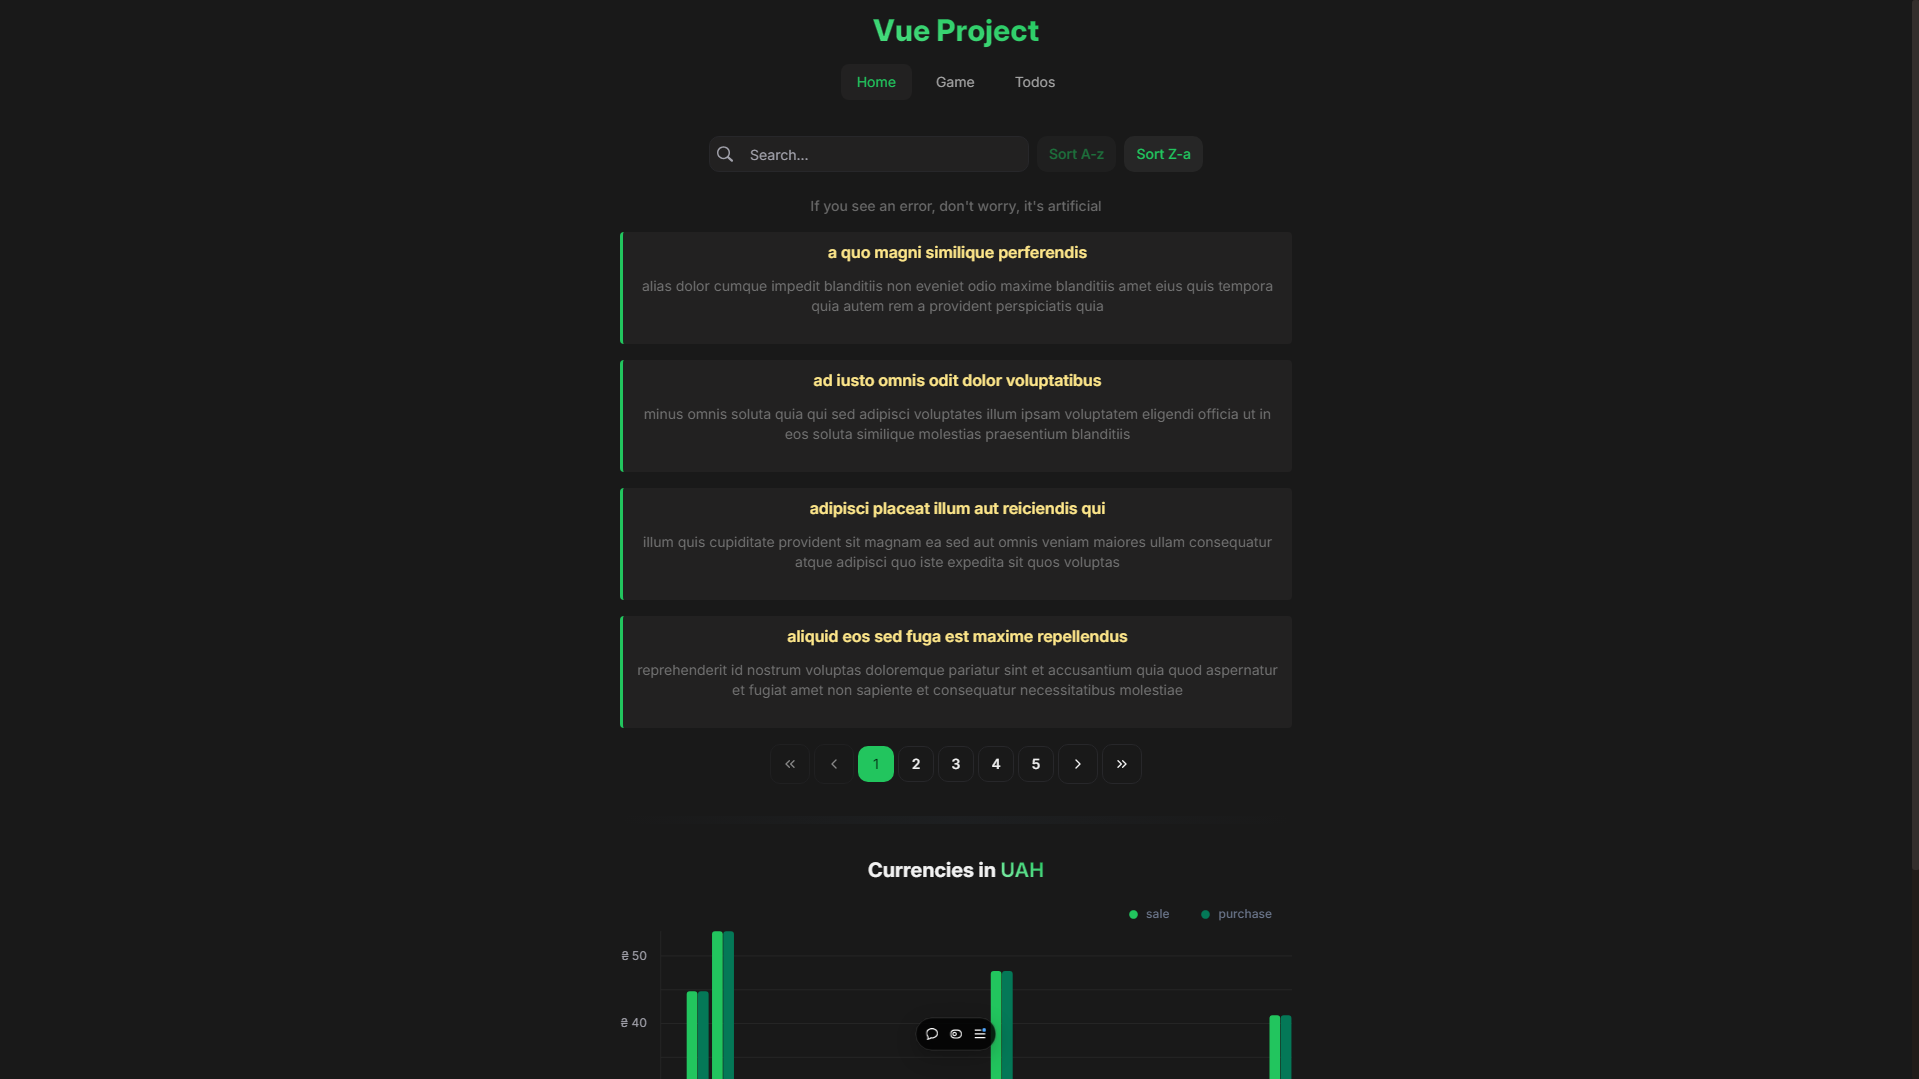 Vue Project
Home Game Todos
Search... Sort A-z Sort Z-a
If you see an error, don't worry, it's artificial
a quo magni similique perferendis
alias dolor cumque impedit blanditiis non eveniet odio maxime blanditiis amet eius quis tempora
quia autem rem a provident perspiciatis quia
ad iusto omnis odit dolor voluptatibus
minus omnis soluta quia qui sed adipisci voluptates illum ipsam voluptatem eligendi officia ut in
eos soluta similique molestias praesentium blanditiis
adipisci placeat illum aut reiciendis qui
illum quis cupiditate provident sit magnam ea sed aut omnis veniam maiores ullam consequatur
atque adipisci quo iste expedita sit quos voluptas
aliquid eos sed fuga est maxime repellendus
reprehenderit id nostrum voluptas doloremque pariatur sint et accusantium quia quod aspernatur
et fugiat amet non sapiente et consequatur necessitatibus molestiae
« ‹ 1 2 3 4 5 › »
Currencies in UAH
sale purchase
₴ 50
₴ 40